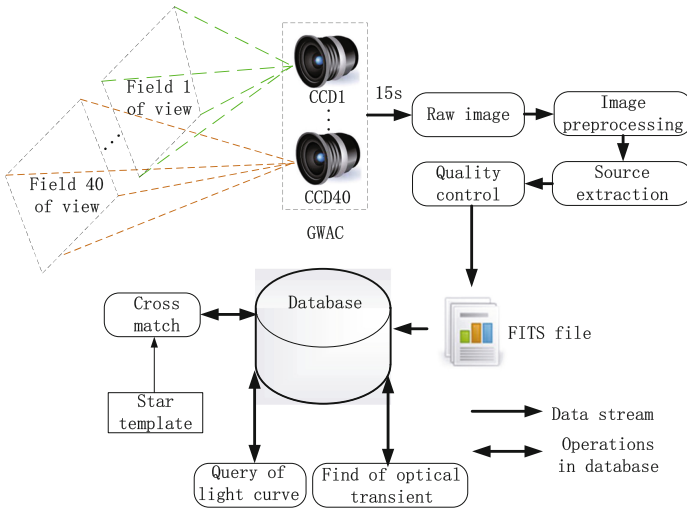 Field 1
of view
Field 40
of view
CCD1
CCD40
GWAC
15s
Raw image
Image
preprocessing
Source
extraction
Quality
control
FITS file
Database
Cross
match
Star
template
Query of
light curve
Find of optical
transient
Data stream
Operations
in database